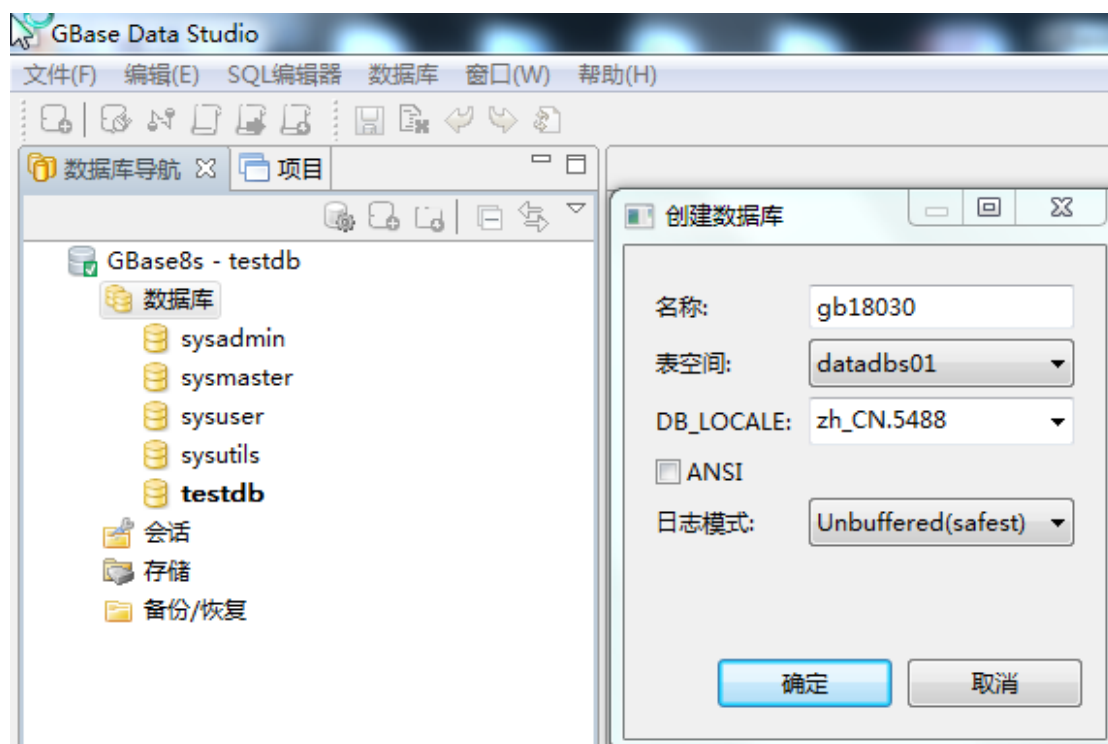 GBase Data Studio
文件(F) 编辑(E) SQL编辑器 数据库 窗口(W) 帮助(H)
数据库导航 项目
GBase8s - testdb
数据库
sysadmin
sysmaster
sysuser
sysutils
testdb
会话
存储
备份/恢复
创建数据库
名称: gb18030
表空间: datadbs01
DB_LOCALE: zh_CN.5488
ANSI
日志模式: Unbuffered(safest)
确定 取消